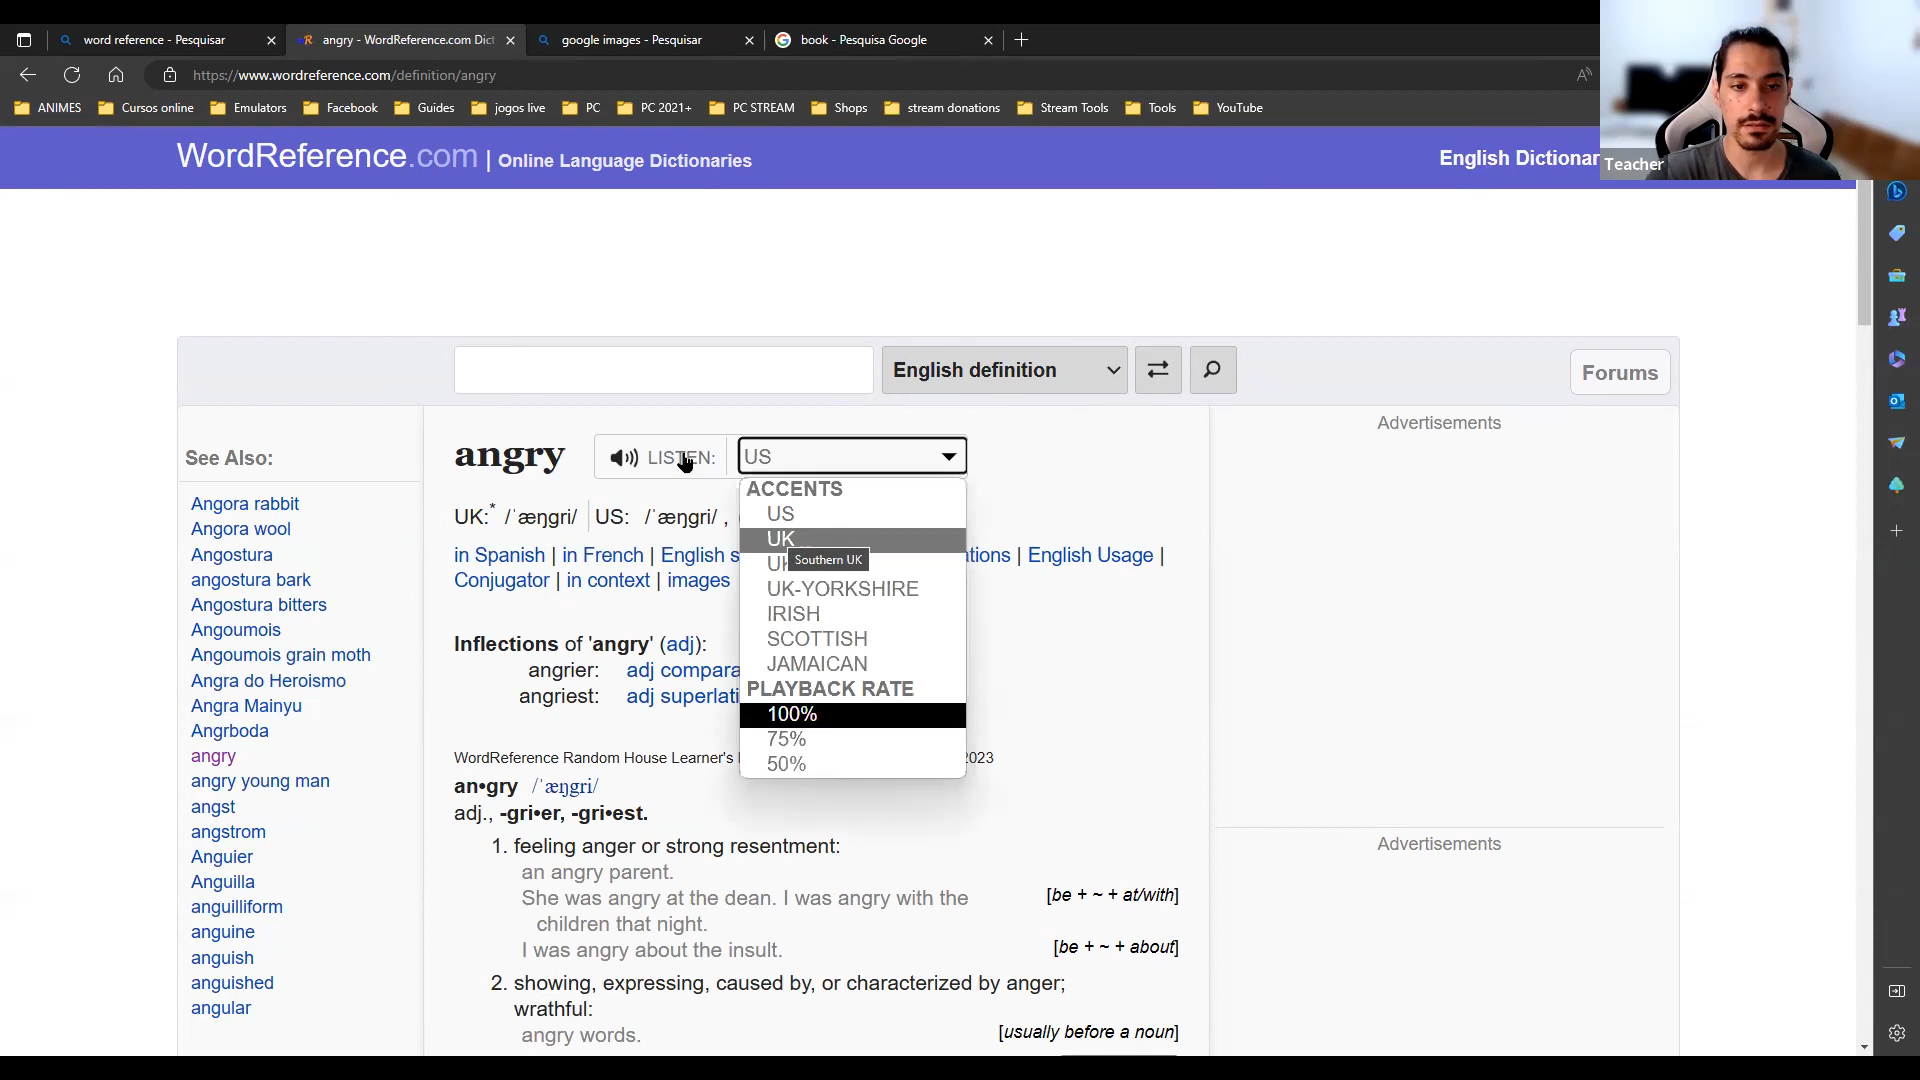 word reference - Pesquisar
angry - WordReference.com Dict
google images - Pesquisar
book - Pesquisa Google
https://www.wordreference.com/definition/angry
ANIMES
Cursos online
Emulators
Facebook
Guides
jogos live
PC
PC 2021+
PC STREAM
Shops
stream donations
Stream Tools
Tools
YouTube
Teacher
WordReference.com | Online Language Dictionaries
English Dictionar
English definition
Forums
See Also:
Angora rabbit
Angora wool
Angostura
angostura bark
Angostura bitters
Angoumois
Angoumois grain moth
Angra do Heroismo
Angra Mainyu
Angrboda
angry
angry young man
angst
angstrom
Anguier
Anguilla
anguilliform
anguine
anguish
anguished
angular
angry
LISTEN:
US
ACCENTS
US
UK
Southern UK
UK-YORKSHIRE
IRISH
SCOTTISH
JAMAICAN
PLAYBACK RATE
100%
75%
50%
UK:* /ˈæŋgri/ US: /ˈæŋgri/ , (
in Spanish | in French | English s tions | English Usage |
Conjugator | in context | images
Inflections of 'angry' (adj):
angrier: adj compara
angriest: adj superlati
WordReference Random House Learner's 2023
an•gry /ˈæŋgri/
adj., -gri•er, -gri•est.
1. feeling anger or strong resentment:
an angry parent.
She was angry at the dean. I was angry with the [be + ~ + at/with]
children that night.
I was angry about the insult. [be + ~ + about]
2. showing, expressing, caused by, or characterized by anger;
wrathful:
angry words. [usually before a noun]
Advertisements
Advertisements